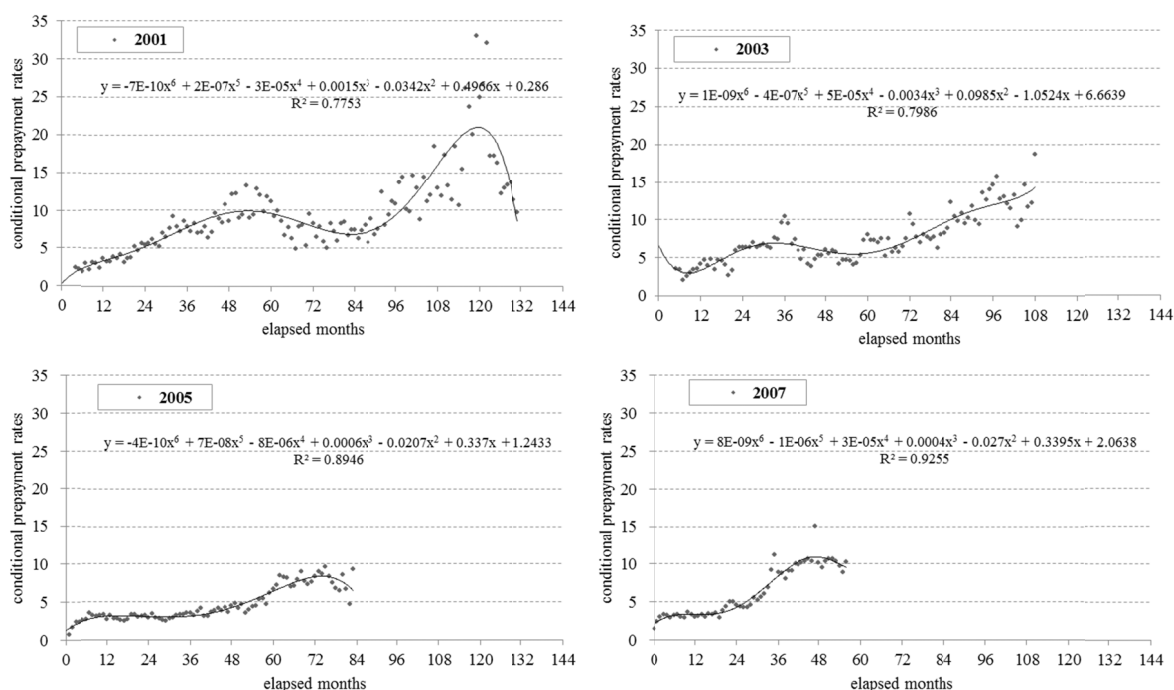 2001
y = -7E-10x⁶ + 2E-07x⁵ - 3E-05x⁴ + 0.0015x³ - 0.0342x² + 0.4966x + 0.286
R² = 0.7753
conditional prepayment rates
35
30
25
20
15
10
5
0
0 12 24 36 48 60 72 84 96 108 120 132 144
elapsed months
2003
y = 1E-09x⁶ - 4E-07x⁵ + 5E-05x⁴ - 0.0034x³ + 0.0985x² - 1.0524x + 6.6639
R² = 0.7986
conditional prepayment rates
35
30
25
20
15
10
5
0
0 12 24 36 48 60 72 84 96 108 120 132 144
elapsed months
2005
y = -4E-10x⁶ + 7E-08x⁵ - 8E-06x⁴ + 0.0006x³ - 0.0207x² + 0.337x + 1.2433
R² = 0.8946
conditional prepayment rates
35
30
25
20
15
10
5
0
0 12 24 36 48 60 72 84 96 108 120 132 144
elapsed months
2007
y = 8E-09x⁶ - 1E-06x⁵ + 3E-05x⁴ + 0.0004x³ - 0.027x² + 0.3395x + 2.0638
R² = 0.9255
conditional prepayment rates
35
30
25
20
15
10
5
0
0 12 24 36 48 60 72 84 96 108 120 132 144
elapsed months